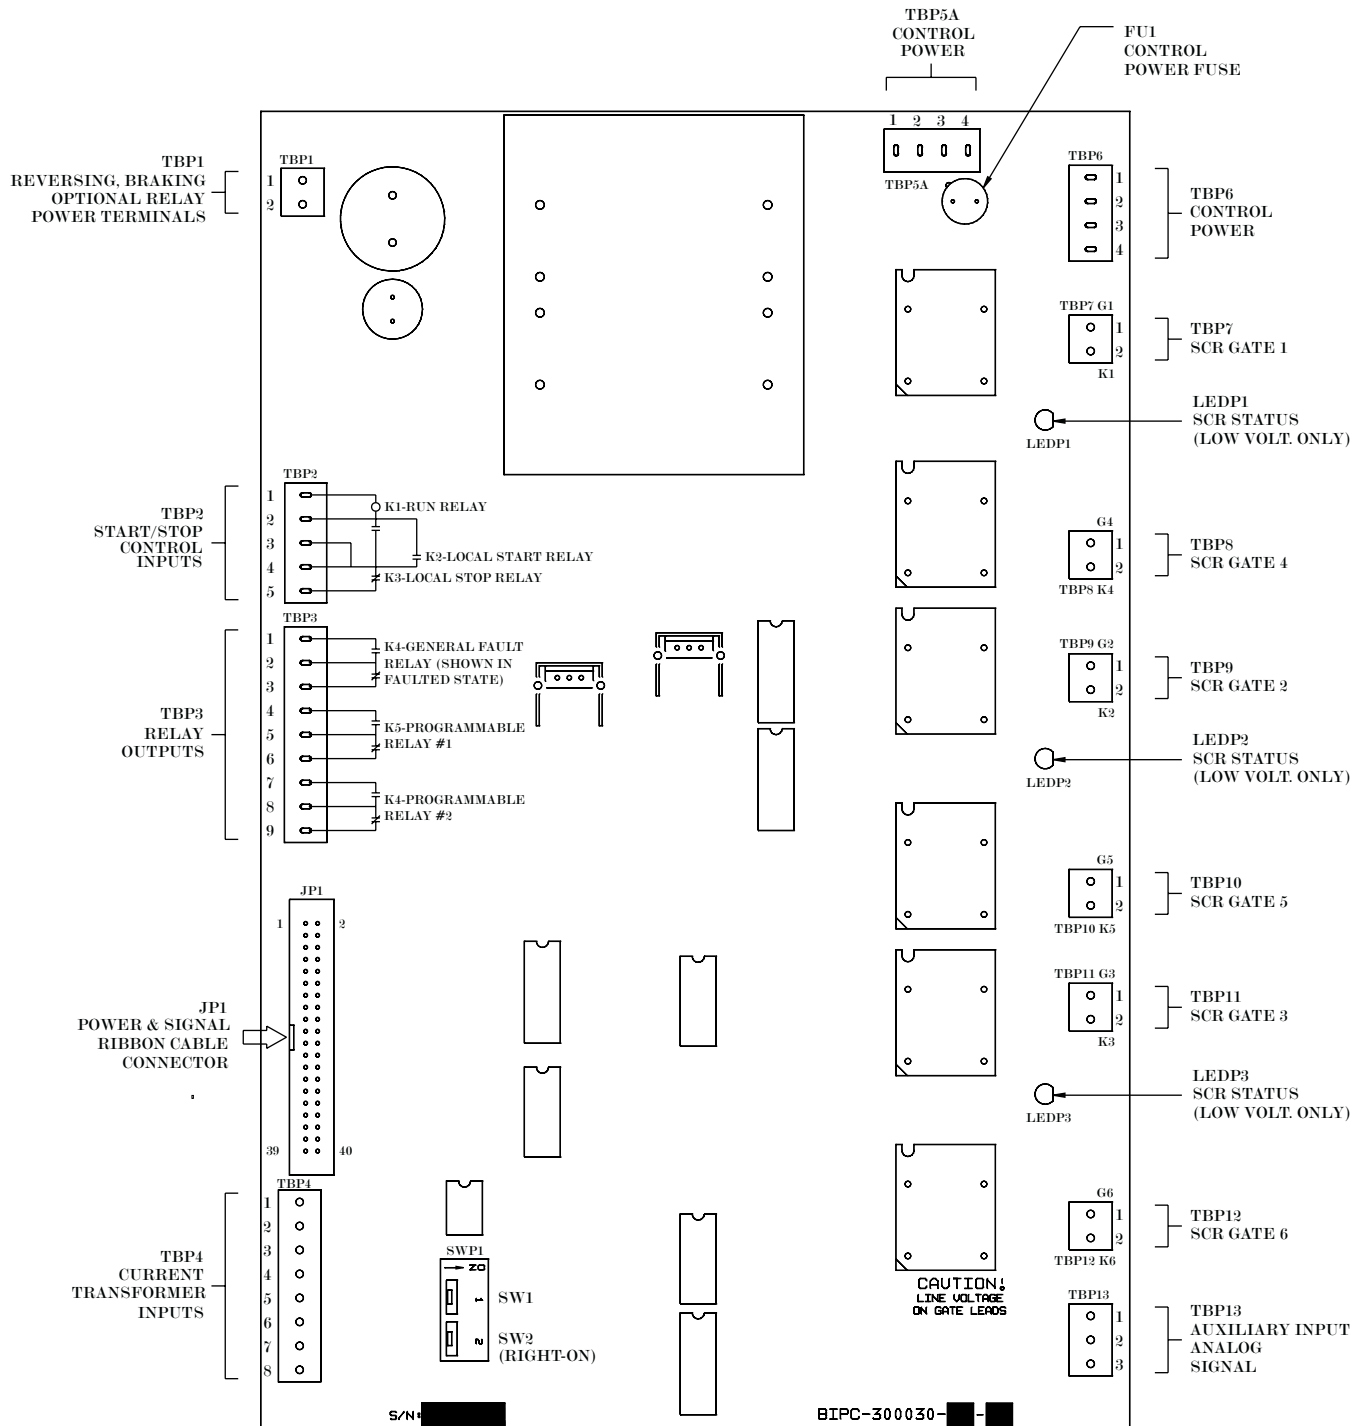 TBP5A
CONTROL
POWER
FU1
CONTROL
POWER FUSE
1 2 3 4
TBP5A
TBP1
REVERSING, BRAKING
OPTIONAL RELAY
POWER TERMINALS
TBP1
1
2
TBP6
1
2
3
4
TBP6
CONTROL
POWER
TBP7 G1
1
2
K1
TBP7
SCR GATE 1
LEDP1
LEDP1
SCR STATUS
(LOW VOLT. ONLY)
TBP2
START/STOP
CONTROL
INPUTS
TBP2
1
2
3
4
5
K1-RUN RELAY
K2-LOCAL START RELAY
K3-LOCAL STOP RELAY
G4
1
2
TBP8 K4
TBP8
SCR GATE 4
TBP3
RELAY
OUTPUTS
TBP3
1
2
3
4
5
6
7
8
9
K4-GENERAL FAULT
RELAY (SHOWN IN
FAULTED STATE)
K5-PROGRAMMABLE
RELAY #1
K4-PROGRAMMABLE
RELAY #2
TBP9 G2
1
2
K2
TBP9
SCR GATE 2
LEDP2
LEDP2
SCR STATUS
(LOW VOLT. ONLY)
G5
1
2
TBP10 K5
TBP10
SCR GATE 5
JP1
1 2
39 40
JP1
POWER & SIGNAL
RIBBON CABLE
CONNECTOR
TBP11 G3
1
2
K3
TBP11
SCR GATE 3
LEDP3
LEDP3
SCR STATUS
(LOW VOLT. ONLY)
TBP4
CURRENT
TRANSFORMER
INPUTS
TBP4
1
2
3
4
5
6
7
8
SWP1
ON
1
2
SW1
SW2
(RIGHT-ON)
G6
1
2
TBP12 K6
TBP12
SCR GATE 6
CAUTION!
LINE VOLTAGE
ON GATE LEADS
TBP13
1
2
3
TBP13
AUXILIARY INPUT
ANALOG
SIGNAL
S/N:
BIPC-300030- -